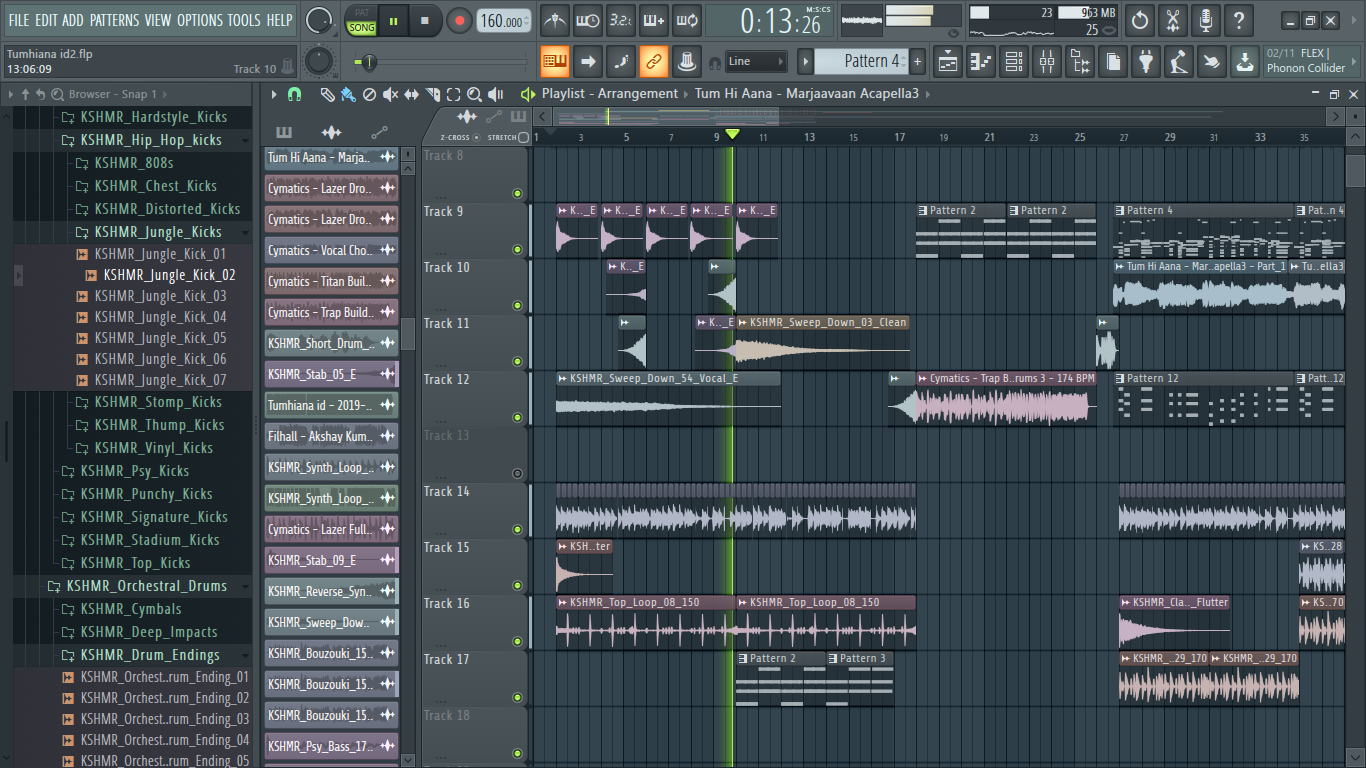 FILE EDIT ADD PATTERNS VIEW OPTIONS TOOLS HELP
PAT
SONG
160.000
3.2
M:S:CS
0:13:26
23
963 MB
25
Tumhiana id2.flp
13:06:09
Track 10
Line
Pattern 4
02/11 FLEX |
Phonon Collider
Browser - Snap 1
Playlist - Arrangement
Tum Hi Aana - Marjaavaan Acapella3
KSHMR_Hardstyle_Kicks
KSHMR_Hip_Hop_kicks
KSHMR_808s
KSHMR_Chest_Kicks
KSHMR_Distorted_Kicks
KSHMR_Jungle_Kicks
KSHMR_Jungle_Kick_01
KSHMR_Jungle_Kick_02
KSHMR_Jungle_Kick_03
KSHMR_Jungle_Kick_04
KSHMR_Jungle_Kick_05
KSHMR_Jungle_Kick_06
KSHMR_Jungle_Kick_07
KSHMR_Stomp_Kicks
KSHMR_Thump_Kicks
KSHMR_Vinyl_Kicks
KSHMR_Psy_Kicks
KSHMR_Punchy_Kicks
KSHMR_Signature_Kicks
KSHMR_Stadium_Kicks
KSHMR_Top_Kicks
KSHMR_Orchestral_Drums
KSHMR_Cymbals
KSHMR_Deep_Impacts
KSHMR_Drum_Endings
KSHMR_Orchest..rum_Ending_01
KSHMR_Orchest..rum_Ending_02
KSHMR_Orchest..rum_Ending_03
KSHMR_Orchest..rum_Ending_04
KSHMR_Orchest..rum_Ending_05
Tum Hi Aana - Marja..
Cymatics - Lazer Dro..
Cymatics - Lazer Dro..
Cymatics - Vocal Cho..
Cymatics - Titan Buil..
Cymatics - Trap Build..
KSHMR_Short_Drum_..
KSHMR_Stab_05_E
Tumhiana id - 2019-..
Filhall - Akshay Kum..
KSHMR_Synth_Loop_..
KSHMR_Synth_Loop_..
Cymatics - Lazer Full..
KSHMR_Stab_09_E
KSHMR_Reverse_Syn..
KSHMR_Sweep_Dow..
KSHMR_Bouzouki_15..
KSHMR_Bouzouki_15..
KSHMR_Bouzouki_15..
KSHMR_Psy_Bass_17..
Z-CROSS STRETCH
1 3 5 7 9 11 13 15 17 19 21 23 25 27 29 31 33 35
Track 8
Track 9
K.._E K.._E K.._E K.._E K.._E
Pattern 2 Pattern 2 Pattern 4 Pat..n 4
Track 10
K.._E
Tum Hi Aana - Mar..apella3 - Part_1 Tu..ella3
Track 11
K.._E KSHMR_Sweep_Down_03_Clean
Track 12
KSHMR_Sweep_Down_54_Vocal_E
Cymatics - Trap B..rums 3 - 174 BPM
Pattern 12 Patt..12
Track 13
Track 14
Track 15
KSH..ter
KS..28
Track 16
KSHMR_Top_Loop_08_150 KSHMR_Top_Loop_08_150
KSHMR_Cla.._Flutter
KS..70
Track 17
Pattern 2 Pattern 3
KSHMR_..29_170 KSHMR_..29_170
Track 18